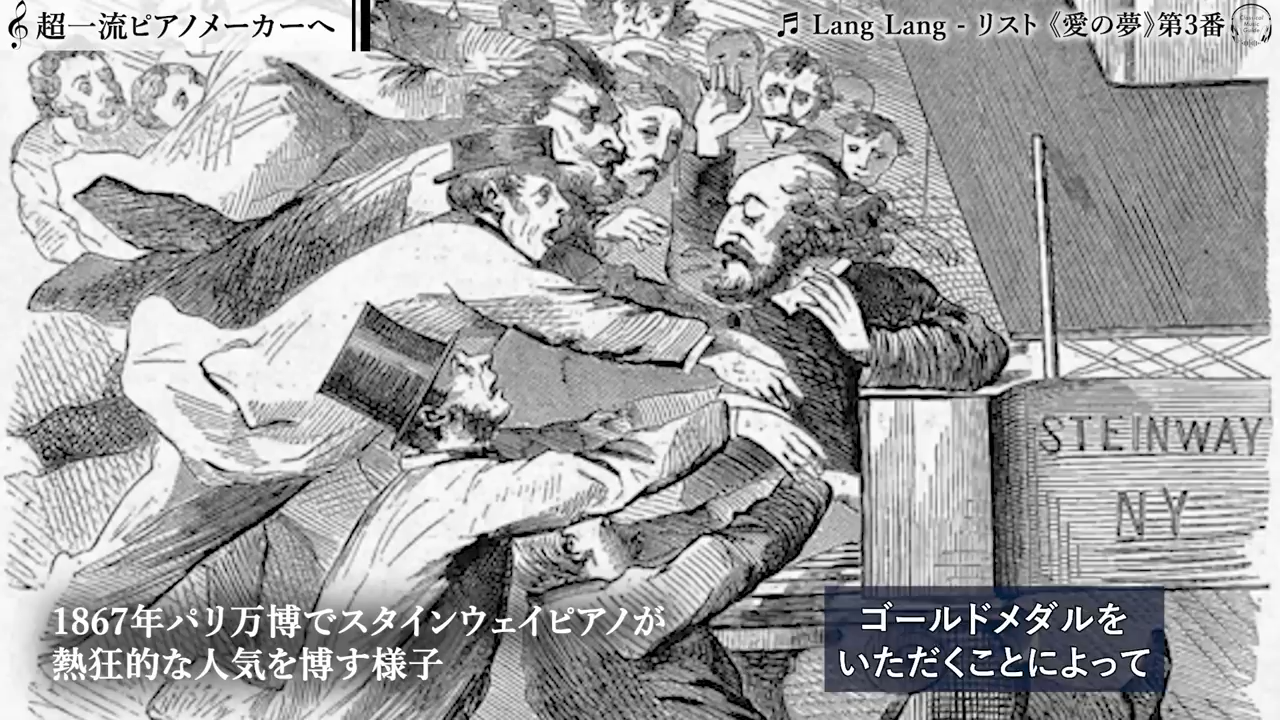 超一流ピアノメーカーへ
♬ Lang Lang - リスト《愛の夢》第3番
Classical
Music
Guide
STEINWAY
NY
1867年パリ万博でスタインウェイピアノが
熱狂的な人気を博す様子
ゴールドメダルを
いただくことによって